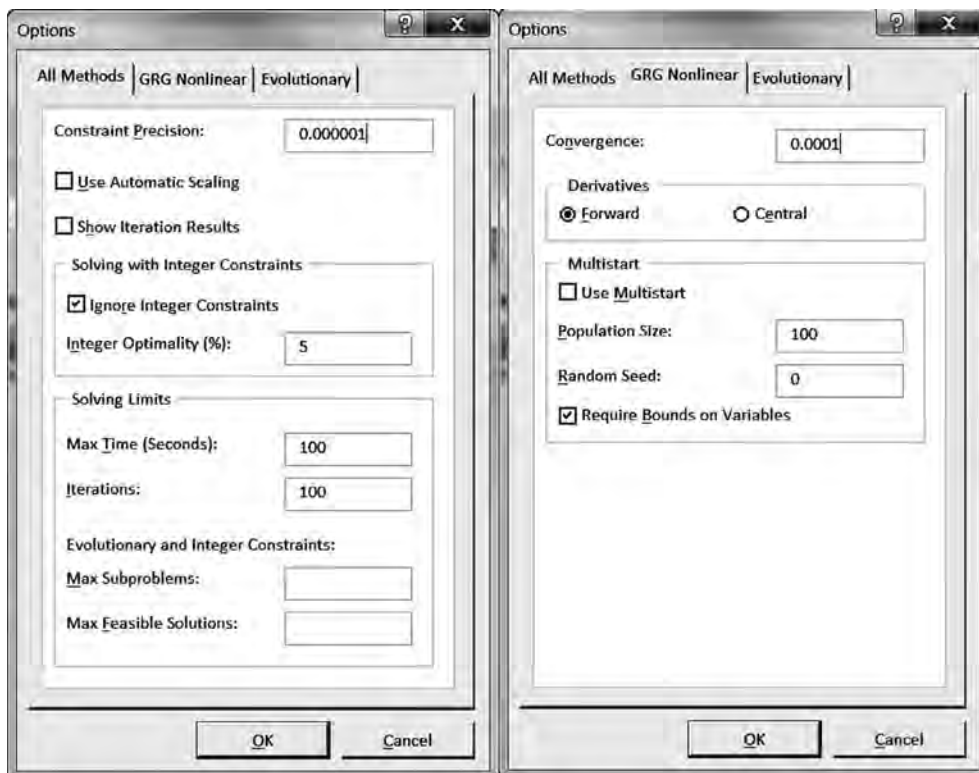 Options
All Methods
GRG Nonlinear
Evolutionary
Constraint Precision:
0.000001
Use Automatic Scaling
Show Iteration Results
Solving with Integer Constraints
Ignore Integer Constraints
Integer Optimality (%):
5
Solving Limits
Max Time (Seconds):
100
Iterations:
100
Evolutionary and Integer Constraints:
Max Subproblems:
Max Feasible Solutions:
OK
Cancel
Options
All Methods
GRG Nonlinear
Evolutionary
Convergence:
0.0001
Derivatives
Forward
Central
Multistart
Use Multistart
Population Size:
100
Random Seed:
0
Require Bounds on Variables
OK
Cancel